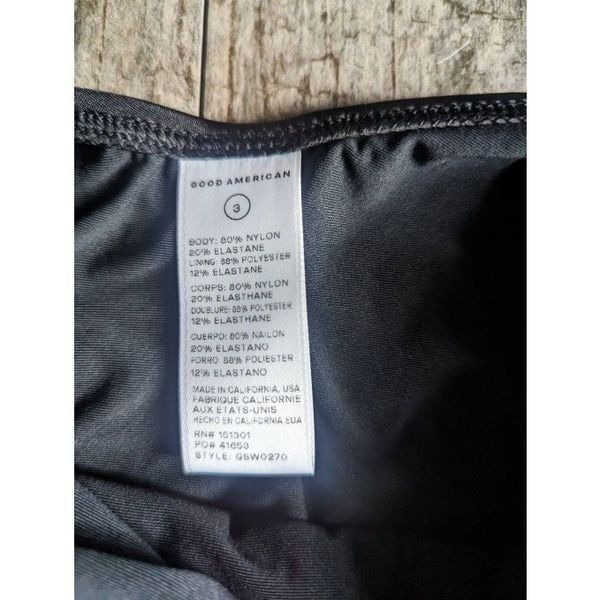 GOOD AMERICAN
3
BODY: 80% NYLON
20% ELASTANE
LINING: 88% POLYESTER
12% ELASTANE
CORPS: 80% NYLON
20% ELASTHANE
DOUBLURE: 88% POLYESTER
12% ELASTHANE
CUERPO: 80% NAILON
20% ELASTANO
FORRO: 88% POLIESTER
12% ELASTANO
MADE IN CALIFORNIA, USA
FABRIQUE CALIFORNIE
AUX ETATS-UNIS
HECHO EN CALIFORNIA EUA
RN# 151301
PO# 41653
STYLE: GSW0270